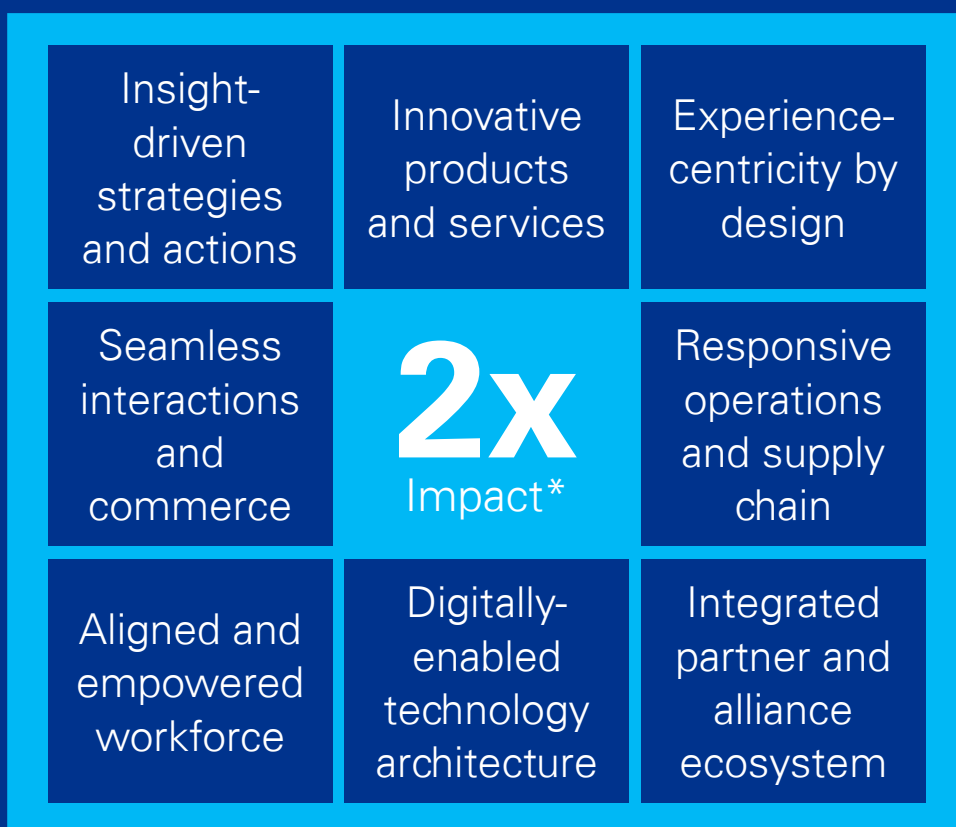 Insight-
driven
strategies
and actions
Innovative
products
and services
Experience-
centricity by
design
Seamless
interactions
and
commerce
2x
Impact*
Responsive
operations
and supply
chain
Aligned and
empowered
workforce
Digitally-
enabled
technology
architecture
Integrated
partner and
alliance
ecosystem